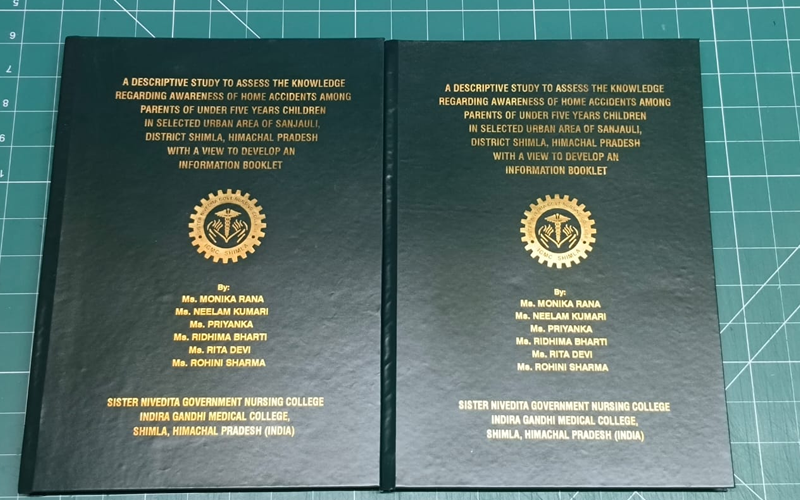 A DESCRIPTIVE STUDY TO ASSESS THE KNOWLEDGE
REGARDING AWARENESS OF HOME ACCIDENTS AMONG
PARENTS OF UNDER FIVE YEARS CHILDREN
IN SELECTED URBAN AREA OF SANJAULI,
DISTRICT SHIMLA, HIMACHAL PRADESH
WITH A VIEW TO DEVELOP AN
INFORMATION BOOKLET
SHIMLA
By:
Ms. MONIKA RANA
Ms. NEELAM KUMARI
Ms. PRIYANKA
Ms. RIDHIMA BHARTI
Ms. RITA DEVI
Ms. ROHINI SHARMA
SISTER NIVEDITA GOVERNMENT NURSING COLLEGE
INDIRA GANDHI MEDICAL COLLEGE,
SHIMLA, HIMACHAL PRADESH (INDIA)
A DESCRIPTIVE STUDY TO ASSESS THE KNOWLEDGE
REGARDING AWARENESS OF HOME ACCIDENTS AMONG
PARENTS OF UNDER FIVE YEARS CHILDREN
IN SELECTED URBAN AREA OF SANJAULI,
DISTRICT SHIMLA, HIMACHAL PRADESH
WITH A VIEW TO DEVELOP AN
INFORMATION BOOKLET
SHIMLA
By:
Ms. MONIKA RANA
Ms. NEELAM KUMARI
Ms. PRIYANKA
Ms. RIDHIMA BHARTI
Ms. RITA DEVI
Ms. ROHINI SHARMA
SISTER NIVEDITA GOVERNMENT NURSING COLLEGE
INDIRA GANDHI MEDICAL COLLEGE,
SHIMLA, HIMACHAL PRADESH (INDIA)